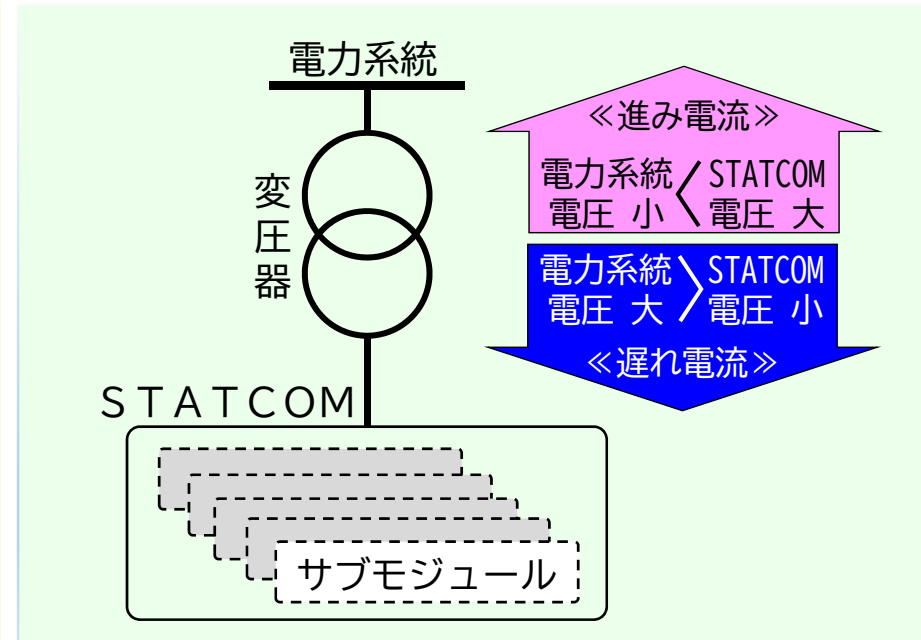 電力系統
変圧器
≪進み電流≫
電力系統 < STATCOM
電圧 小 電圧 大
電力系統 > STATCOM
電圧 大 電圧 小
≪遅れ電流≫
ＳＴＡＴＣＯＭ
サブモジュール